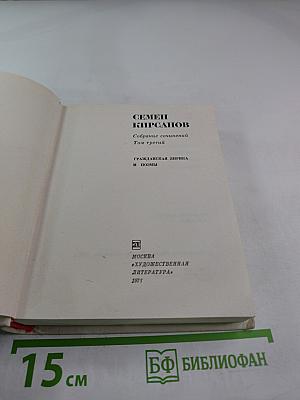 СЕМЕН
КИРСАНОВ
Собрание сочинений
Том третий
ГРАЖДАНСКАЯ ЛИРИКА
И ПОЭМЫ
МОСКВА
«ХУДОЖЕСТВЕННАЯ
ЛИТЕРАТУРА»
15 см
БФ БИБЛИОФАН